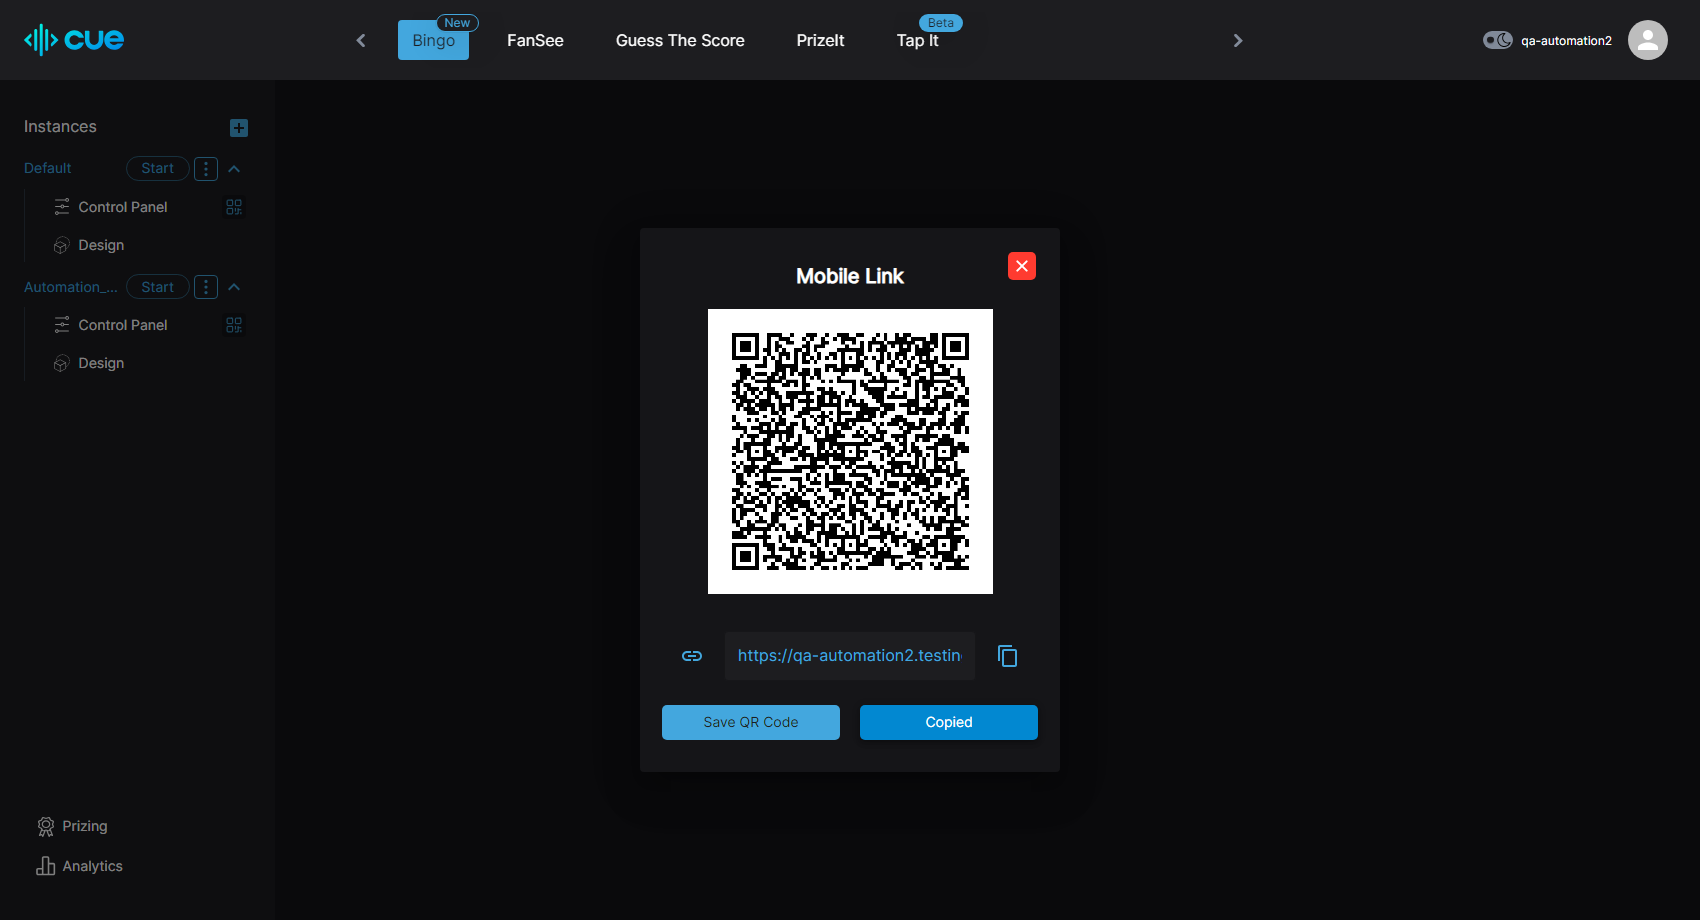 cue
New
Bingo
FanSee
Guess The Score
PrizeIt
Beta
Tap It
qa-automation2
Instances
Default
Start
Control Panel
Design
Automation_...
Start
Control Panel
Design
Prizing
Analytics
Mobile Link
https://qa-automation2.testin
Save QR Code
Copied